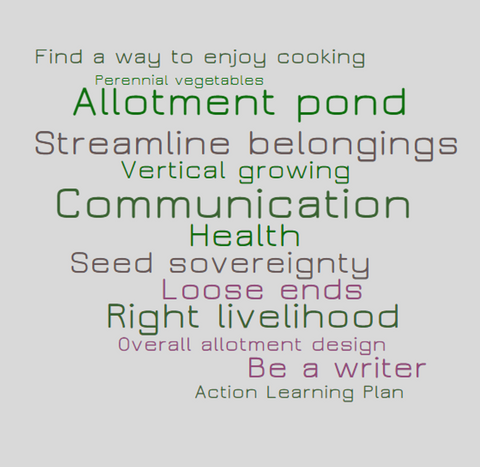 Find a way to enjoy cooking
Perennial vegetables
Allotment pond
Streamline belongings
Vertical growing
Communication
Health
Seed sovereignty
Loose ends
Right livelihood
Overall allotment design
Be a writer
Action Learning Plan